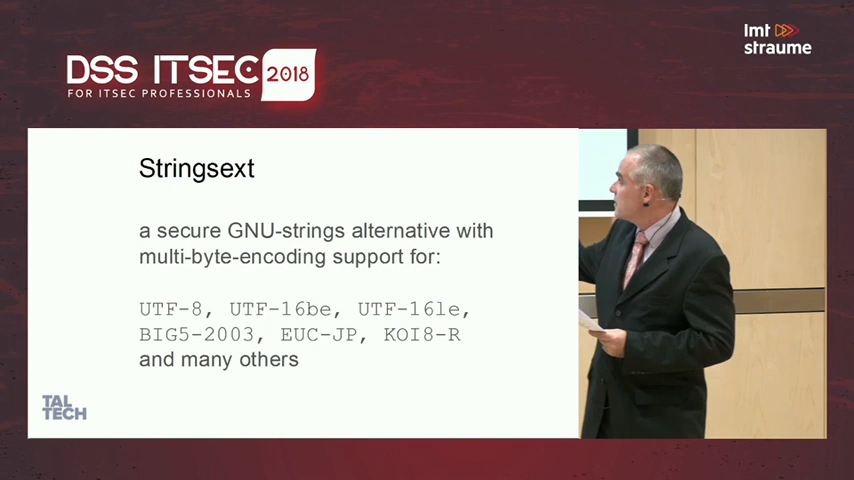 lmt
straume
DSS ITSEC 2018
FOR ITSEC PROFESSIONALS
Stringsext
a secure GNU-strings alternative with
multi-byte-encoding support for:
UTF-8, UTF-16be, UTF-16le,
BIG5-2003, EUC-JP, KOI8-R
and many others
TAL
TECH